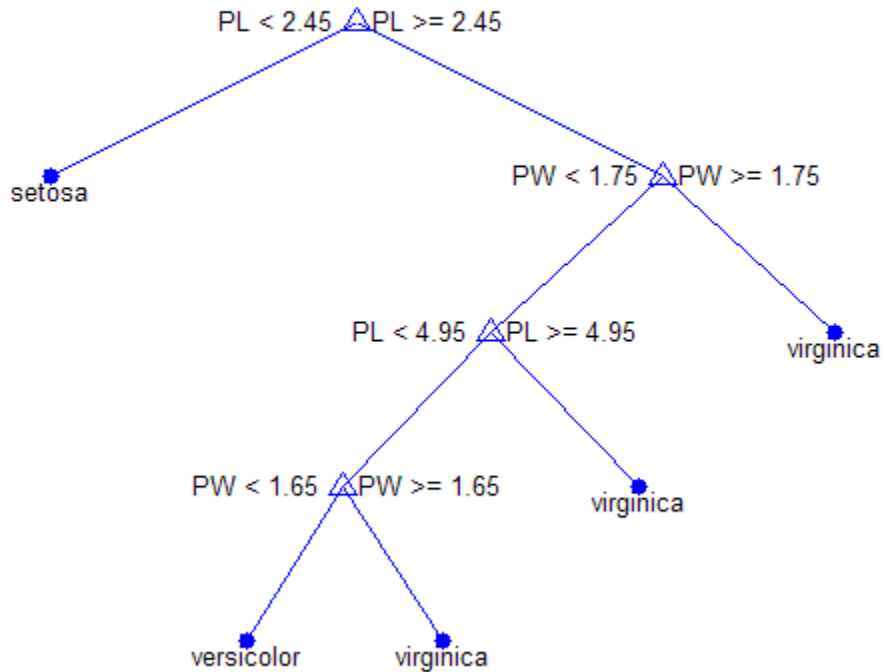 PL < 2.45 PL >= 2.45
setosa
PW < 1.75 PW >= 1.75
PL < 4.95 PL >= 4.95
virginica
PW < 1.65 PW >= 1.65
virginica
versicolor
virginica